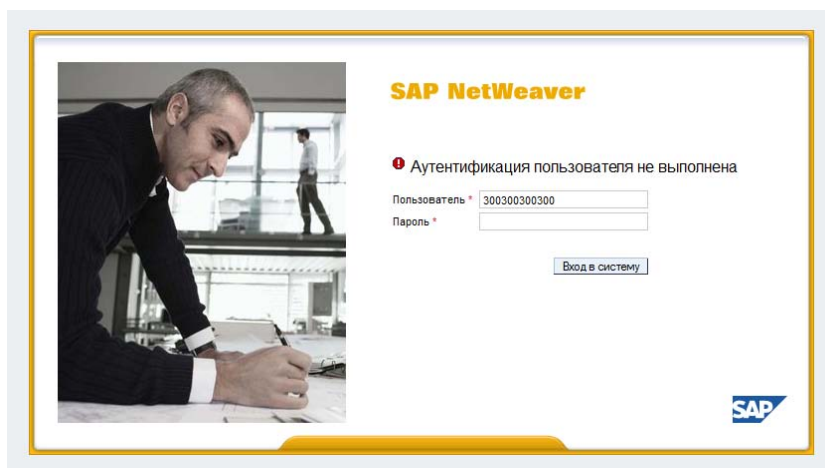 SAP NetWeaver
Аутентификация пользователя не выполнена
Пользователь * 300300300300
Пароль *
Вход в систему
SAP